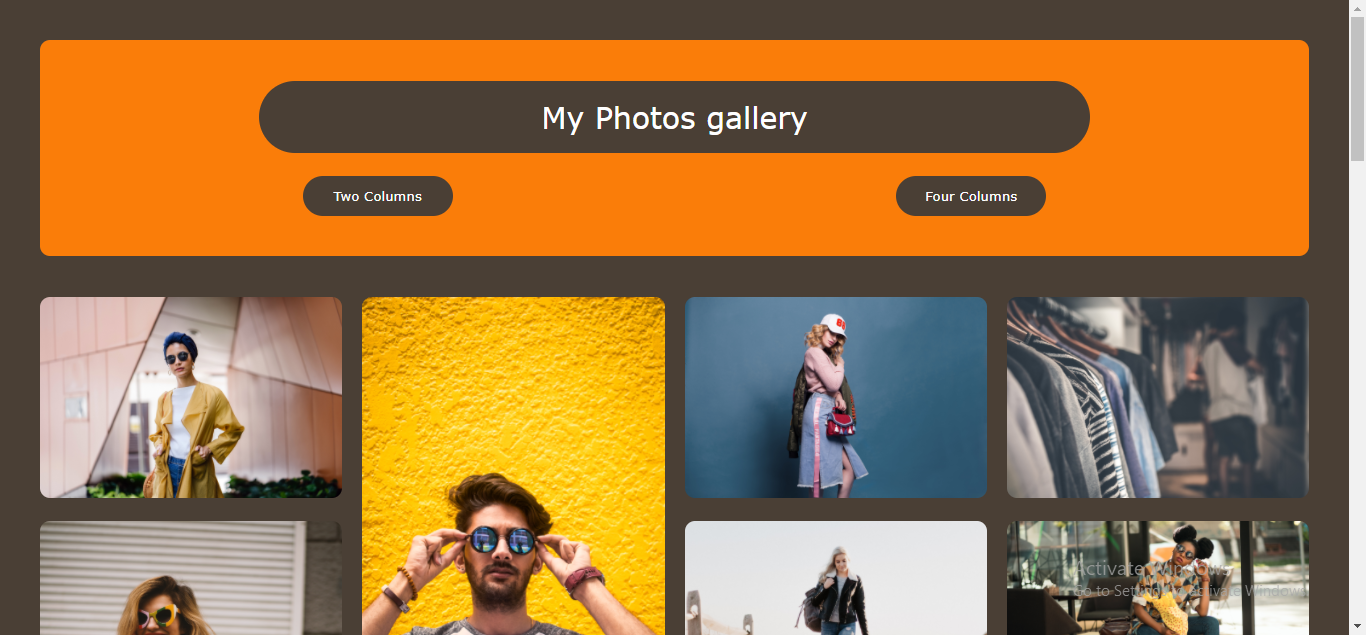 My Photos gallery
Two Columns
Four Columns
Activate Windows
Go to Settings to activate Windows.